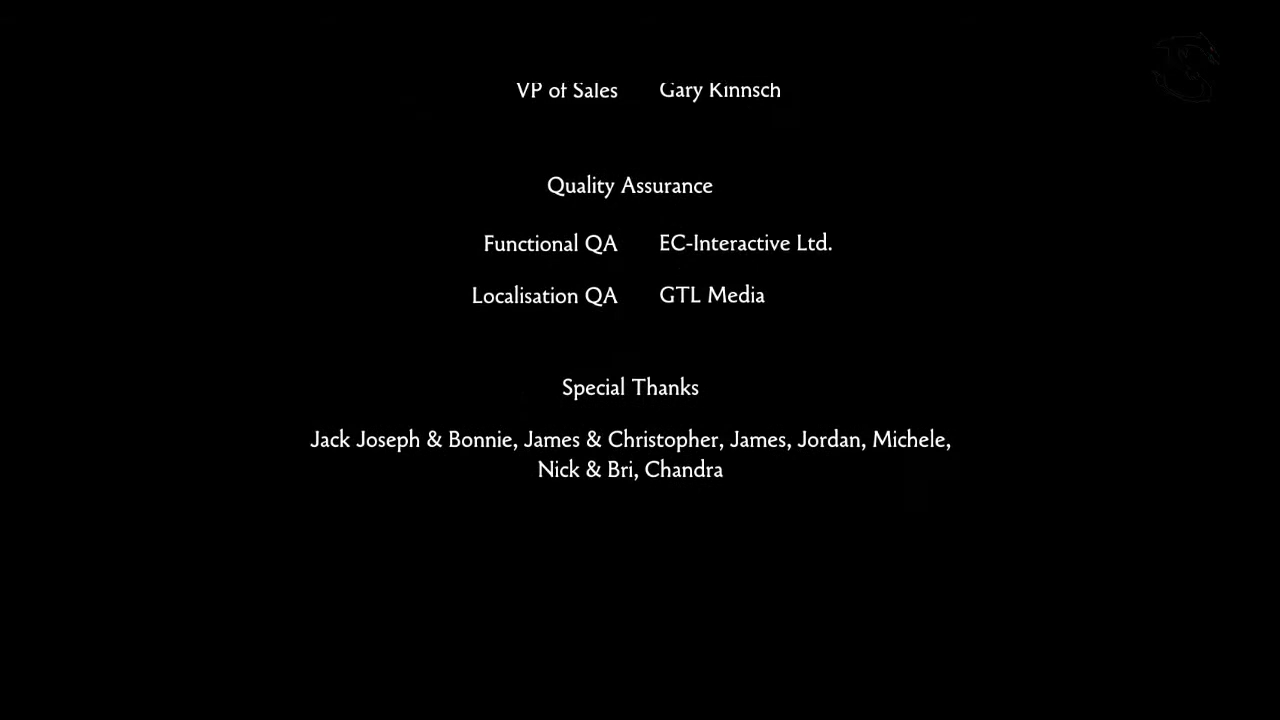 VP of Sales Gary Kinnsch
Quality Assurance
Functional QA EC-Interactive Ltd.
Localisation QA GTL Media
Special Thanks
Jack Joseph & Bonnie, James & Christopher, James, Jordan, Michele,
Nick & Bri, Chandra